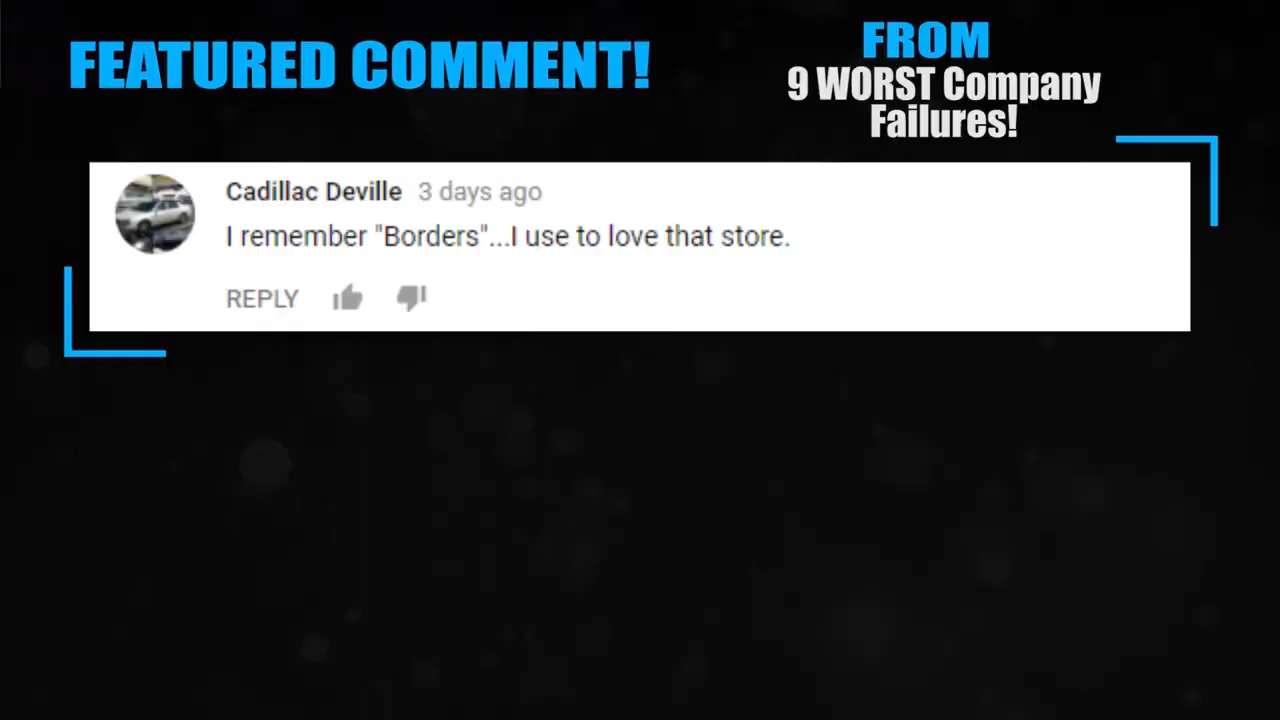 FEATURED COMMENT!
FROM
9 WORST Company
Failures!
Cadillac Deville 3 days ago
I remember "Borders"...I use to love that store.
REPLY